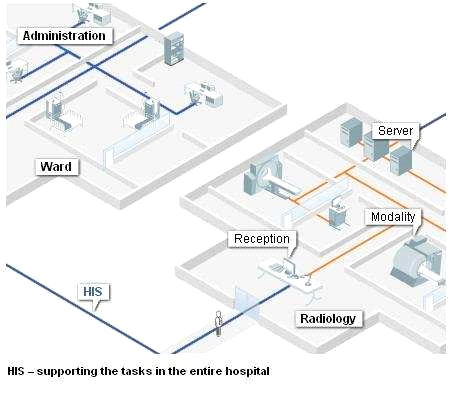 Administration
Server
Ward
Modality
Reception
HIS
Radiology
HIS – supporting the tasks in the entire hospital